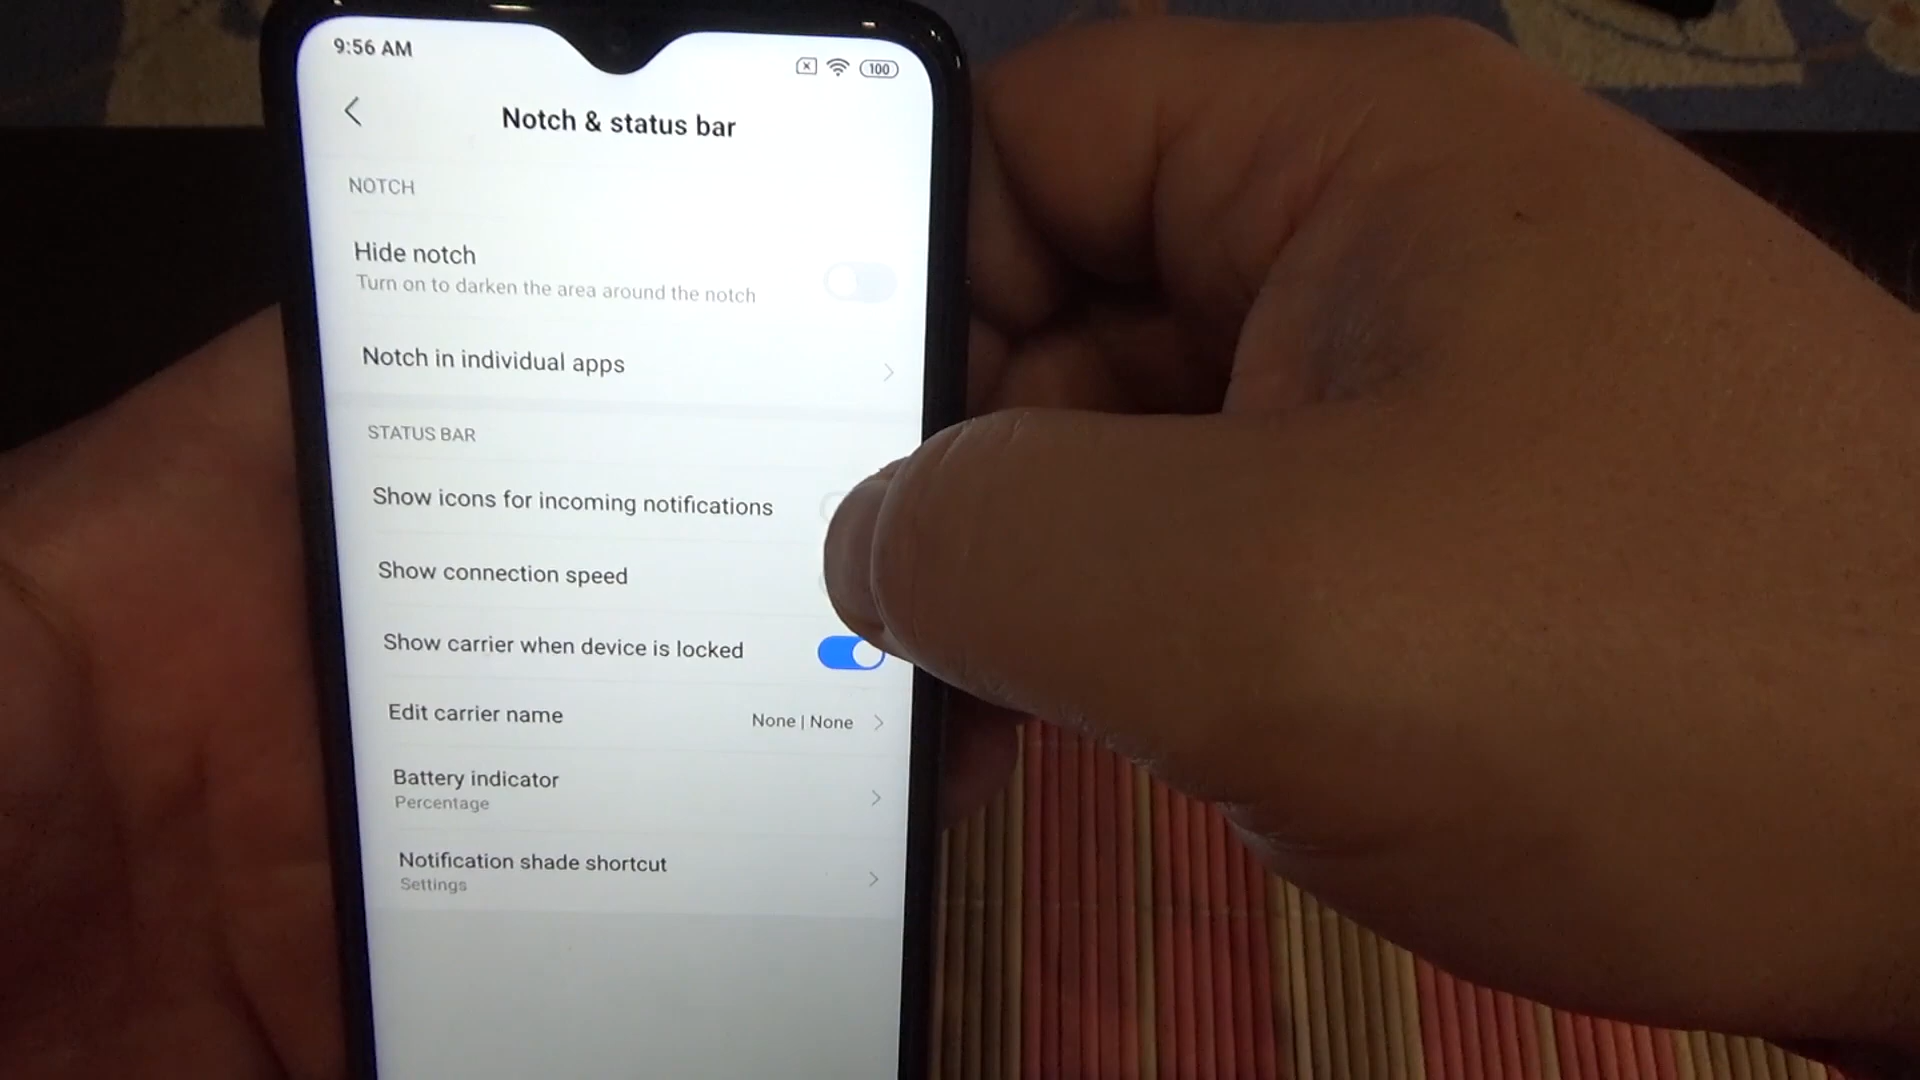 9:56 AM
100
Notch & status bar
NOTCH
Hide notch
Turn on to darken the area around the notch
Notch in individual apps
STATUS BAR
Show icons for incoming notifications
Show connection speed
Show carrier when device is locked
Edit carrier name None | None
Battery indicator
Percentage
Notification shade shortcut
Settings